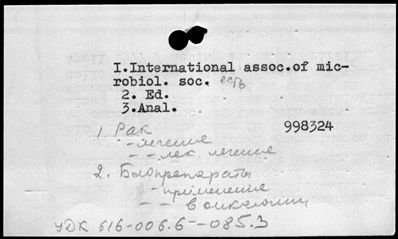 I.International assoc.of mic-
robiol. soc. есть
2. Ed.
3.Anal.
998324
1. Рак
- лечение
- - лек. лечение
2. Биопрепараты
- применение
- - в онкологии
УДК 616-006.6--085.3